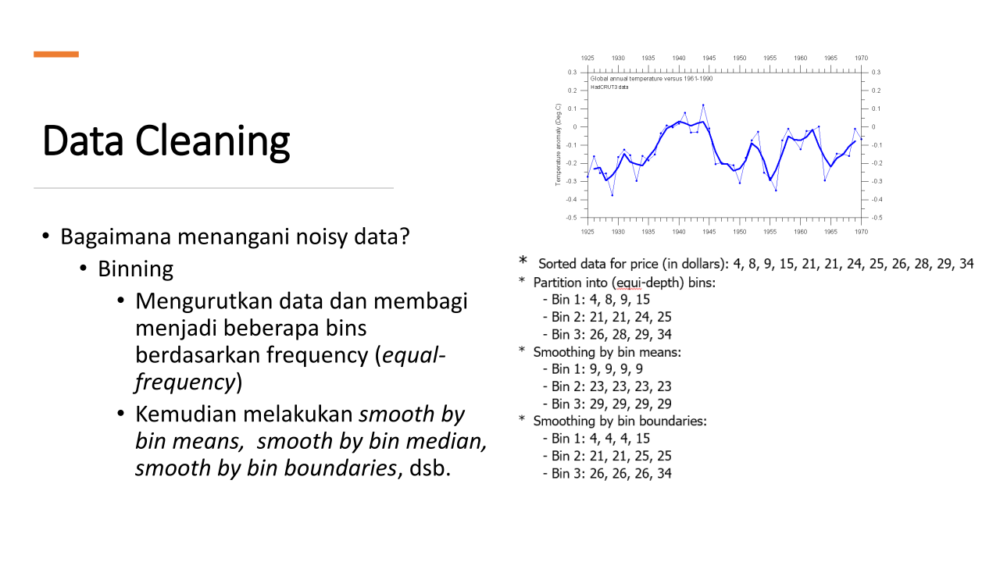 Data Cleaning
• Bagaimana menangani noisy data?
• Binning
• Mengurutkan data dan membagi
menjadi beberapa bins
berdasarkan frequency (equal-
frequency)
• Kemudian melakukan smooth by
bin means, smooth by bin median,
smooth by bin boundaries, dsb.
1925 1930 1935 1940 1945 1950 1955 1960 1965 1970
Global annual temperature versus 1961-1990
HadCRUT3 data
Temperature anomaly (Deg.C)
0.3 0.3
0.2 0.2
0.1 0.1
0 0
-0.1 -0.1
-0.2 -0.2
-0.3 -0.3
-0.4 -0.4
-0.5 -0.5
1925 1930 1935 1940 1945 1950 1955 1960 1965 1970
* Sorted data for price (in dollars): 4, 8, 9, 15, 21, 21, 24, 25, 26, 28, 29, 34
* Partition into (equi-depth) bins:
- Bin 1: 4, 8, 9, 15
- Bin 2: 21, 21, 24, 25
- Bin 3: 26, 28, 29, 34
* Smoothing by bin means:
- Bin 1: 9, 9, 9, 9
- Bin 2: 23, 23, 23, 23
- Bin 3: 29, 29, 29, 29
* Smoothing by bin boundaries:
- Bin 1: 4, 4, 4, 15
- Bin 2: 21, 21, 25, 25
- Bin 3: 26, 26, 26, 34